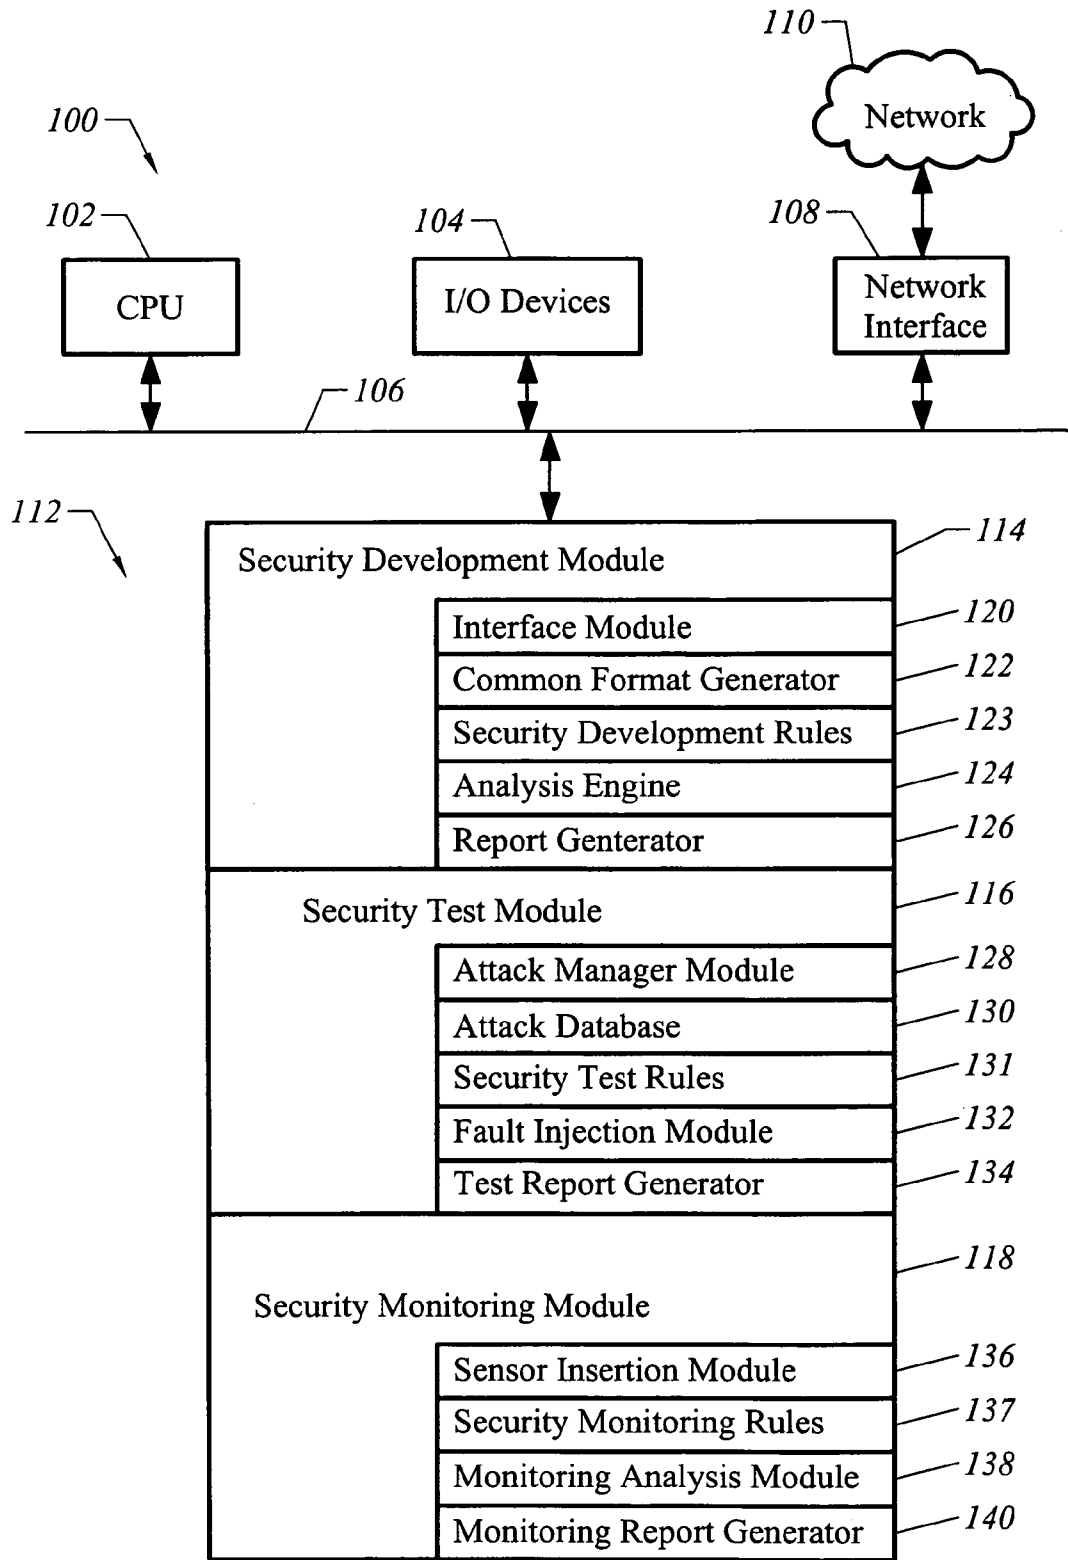 110
Network
100
102
CPU
104
I/O Devices
108
Network
Interface
106
112
Security Development Module
114
Interface Module
120
Common Format Generator
122
Security Development Rules
123
Analysis Engine
124
Report Genterator
126
Security Test Module
116
Attack Manager Module
128
Attack Database
130
Security Test Rules
131
Fault Injection Module
132
Test Report Generator
134
118
Security Monitoring Module
Sensor Insertion Module
136
Security Monitoring Rules
137
Monitoring Analysis Module
138
Monitoring Report Generator
140